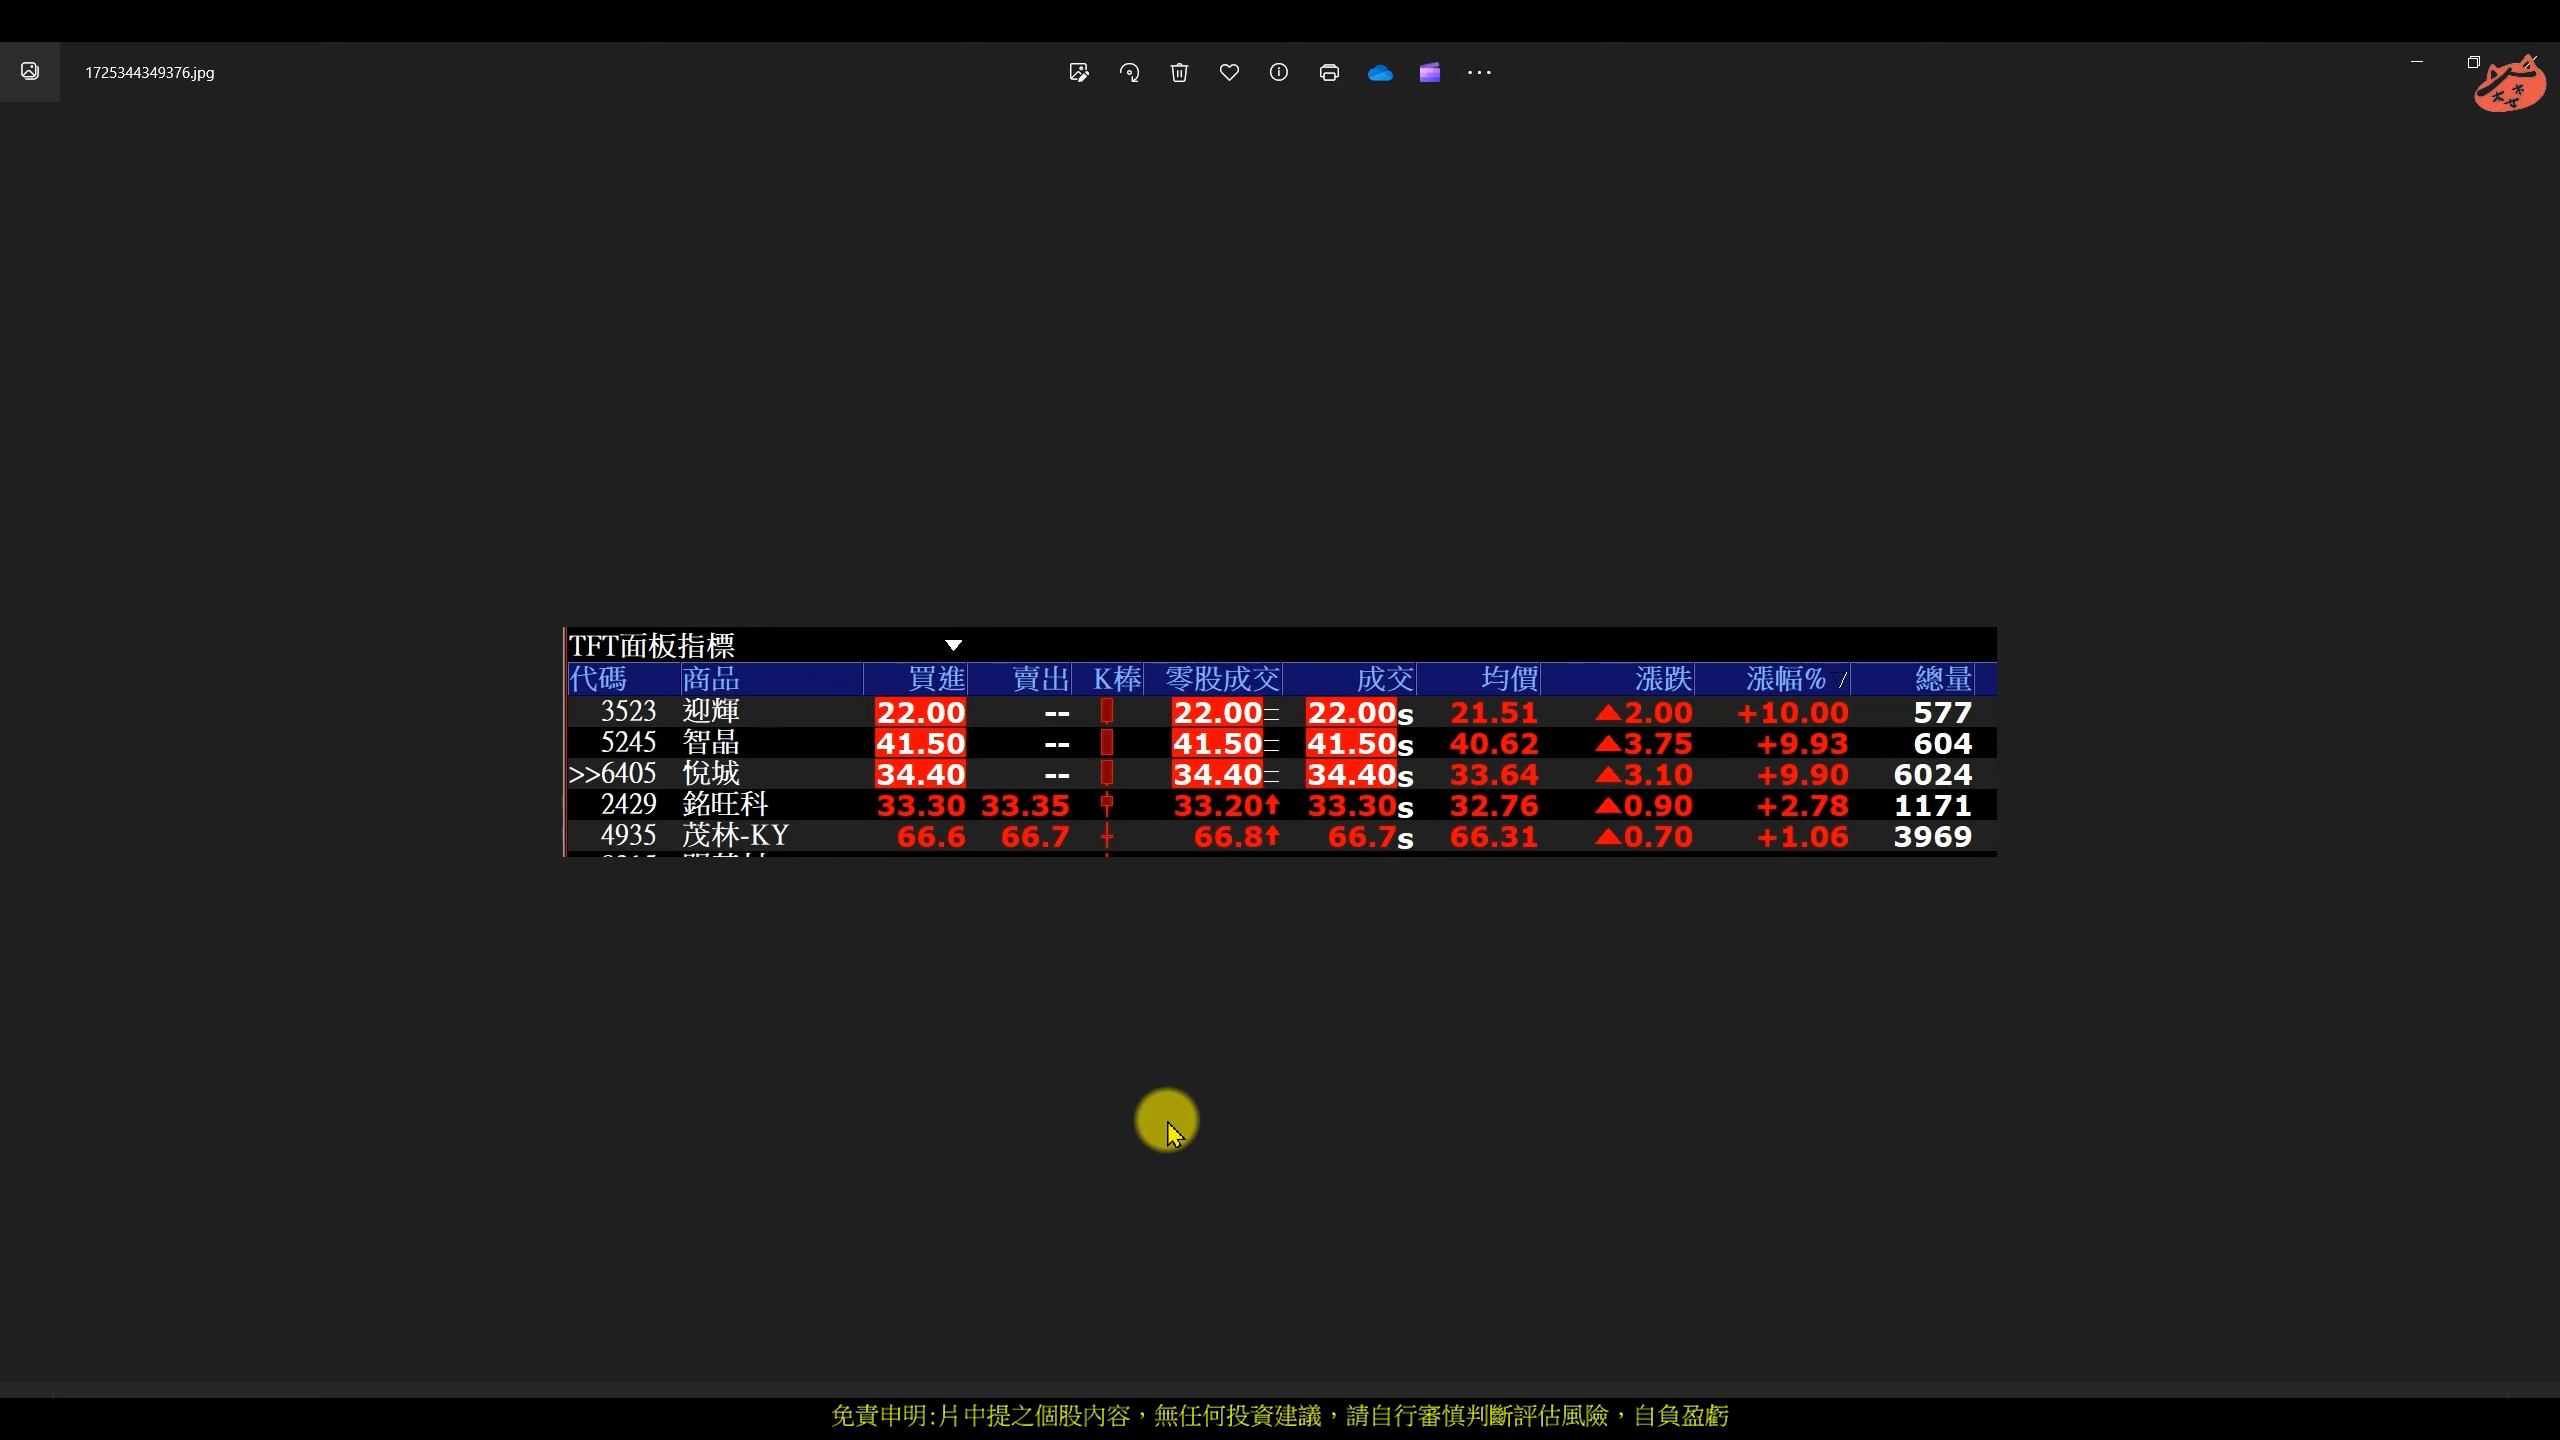 1725344349376.jpg
TFT面板指標
代碼 商品 買進 賣出 K棒 零股成交 成交 均價 漲跌 漲幅% 總量
3523 迎輝 22.00 -- 22.00= 22.00s 21.51 ▲2.00 +10.00 577
5245 智晶 41.50 -- 41.50= 41.50s 40.62 ▲3.75 +9.93 604
>>6405 悅城 34.40 -- 34.40= 34.40s 33.64 ▲3.10 +9.90 6024
2429 銘旺科 33.30 33.35 33.20↑ 33.30s 32.76 ▲0.90 +2.78 1171
4935 茂林-KY 66.6 66.7 66.8↑ 66.7s 66.31 ▲0.70 +1.06 3969
免責申明:片中提之個股內容，無任何投資建議，請自行審慎判斷評估風險，自負盈虧